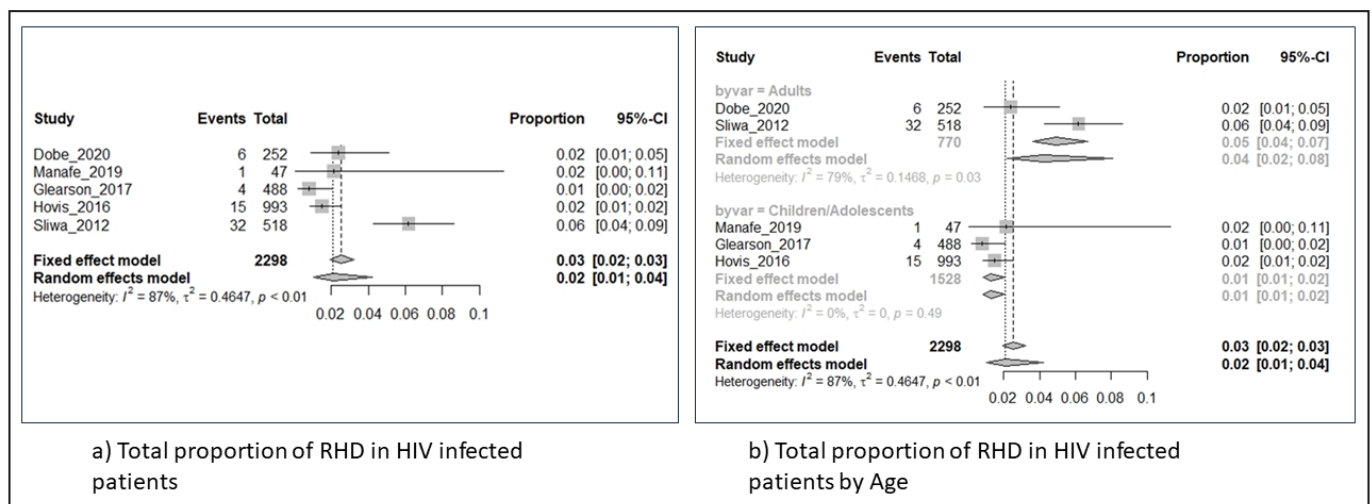 Study Events Total Proportion 95%-CI
Dobe_2020 6 252 0.02 [0.01; 0.05]
Manafe_2019 1 47 0.02 [0.00; 0.11]
Glearson_2017 4 488 0.01 [0.00; 0.02]
Hovis_2016 15 993 0.02 [0.01; 0.02]
Sliwa_2012 32 518 0.06 [0.04; 0.09]
Fixed effect model 2298 0.03 [0.02; 0.03]
Random effects model 0.02 [0.01; 0.04]
Heterogeneity: I² = 87%, τ² = 0.4647, p < 0.01
0.02 0.04 0.06 0.08 0.1
a) Total proportion of RHD in HIV infected
patients
Study Events Total Proportion 95%-CI
byvar = Adults
Dobe_2020 6 252 0.02 [0.01; 0.05]
Sliwa_2012 32 518 0.06 [0.04; 0.09]
Fixed effect model 770 0.05 [0.04; 0.07]
Random effects model 0.04 [0.02; 0.08]
Heterogeneity: I² = 79%, τ² = 0.1468, p = 0.03
byvar = Children/Adolescents
Manafe_2019 1 47 0.02 [0.00; 0.11]
Glearson_2017 4 488 0.01 [0.00; 0.02]
Hovis_2016 15 993 0.02 [0.01; 0.02]
Fixed effect model 1528 0.01 [0.01; 0.02]
Random effects model 0.01 [0.01; 0.02]
Heterogeneity: I² = 0%, τ² = 0, p = 0.49
Fixed effect model 2298 0.03 [0.02; 0.03]
Random effects model 0.02 [0.01; 0.04]
Heterogeneity: I² = 87%, τ² = 0.4647, p < 0.01
0.02 0.04 0.06 0.08 0.1
b) Total proportion of RHD in HIV infected
patients by Age